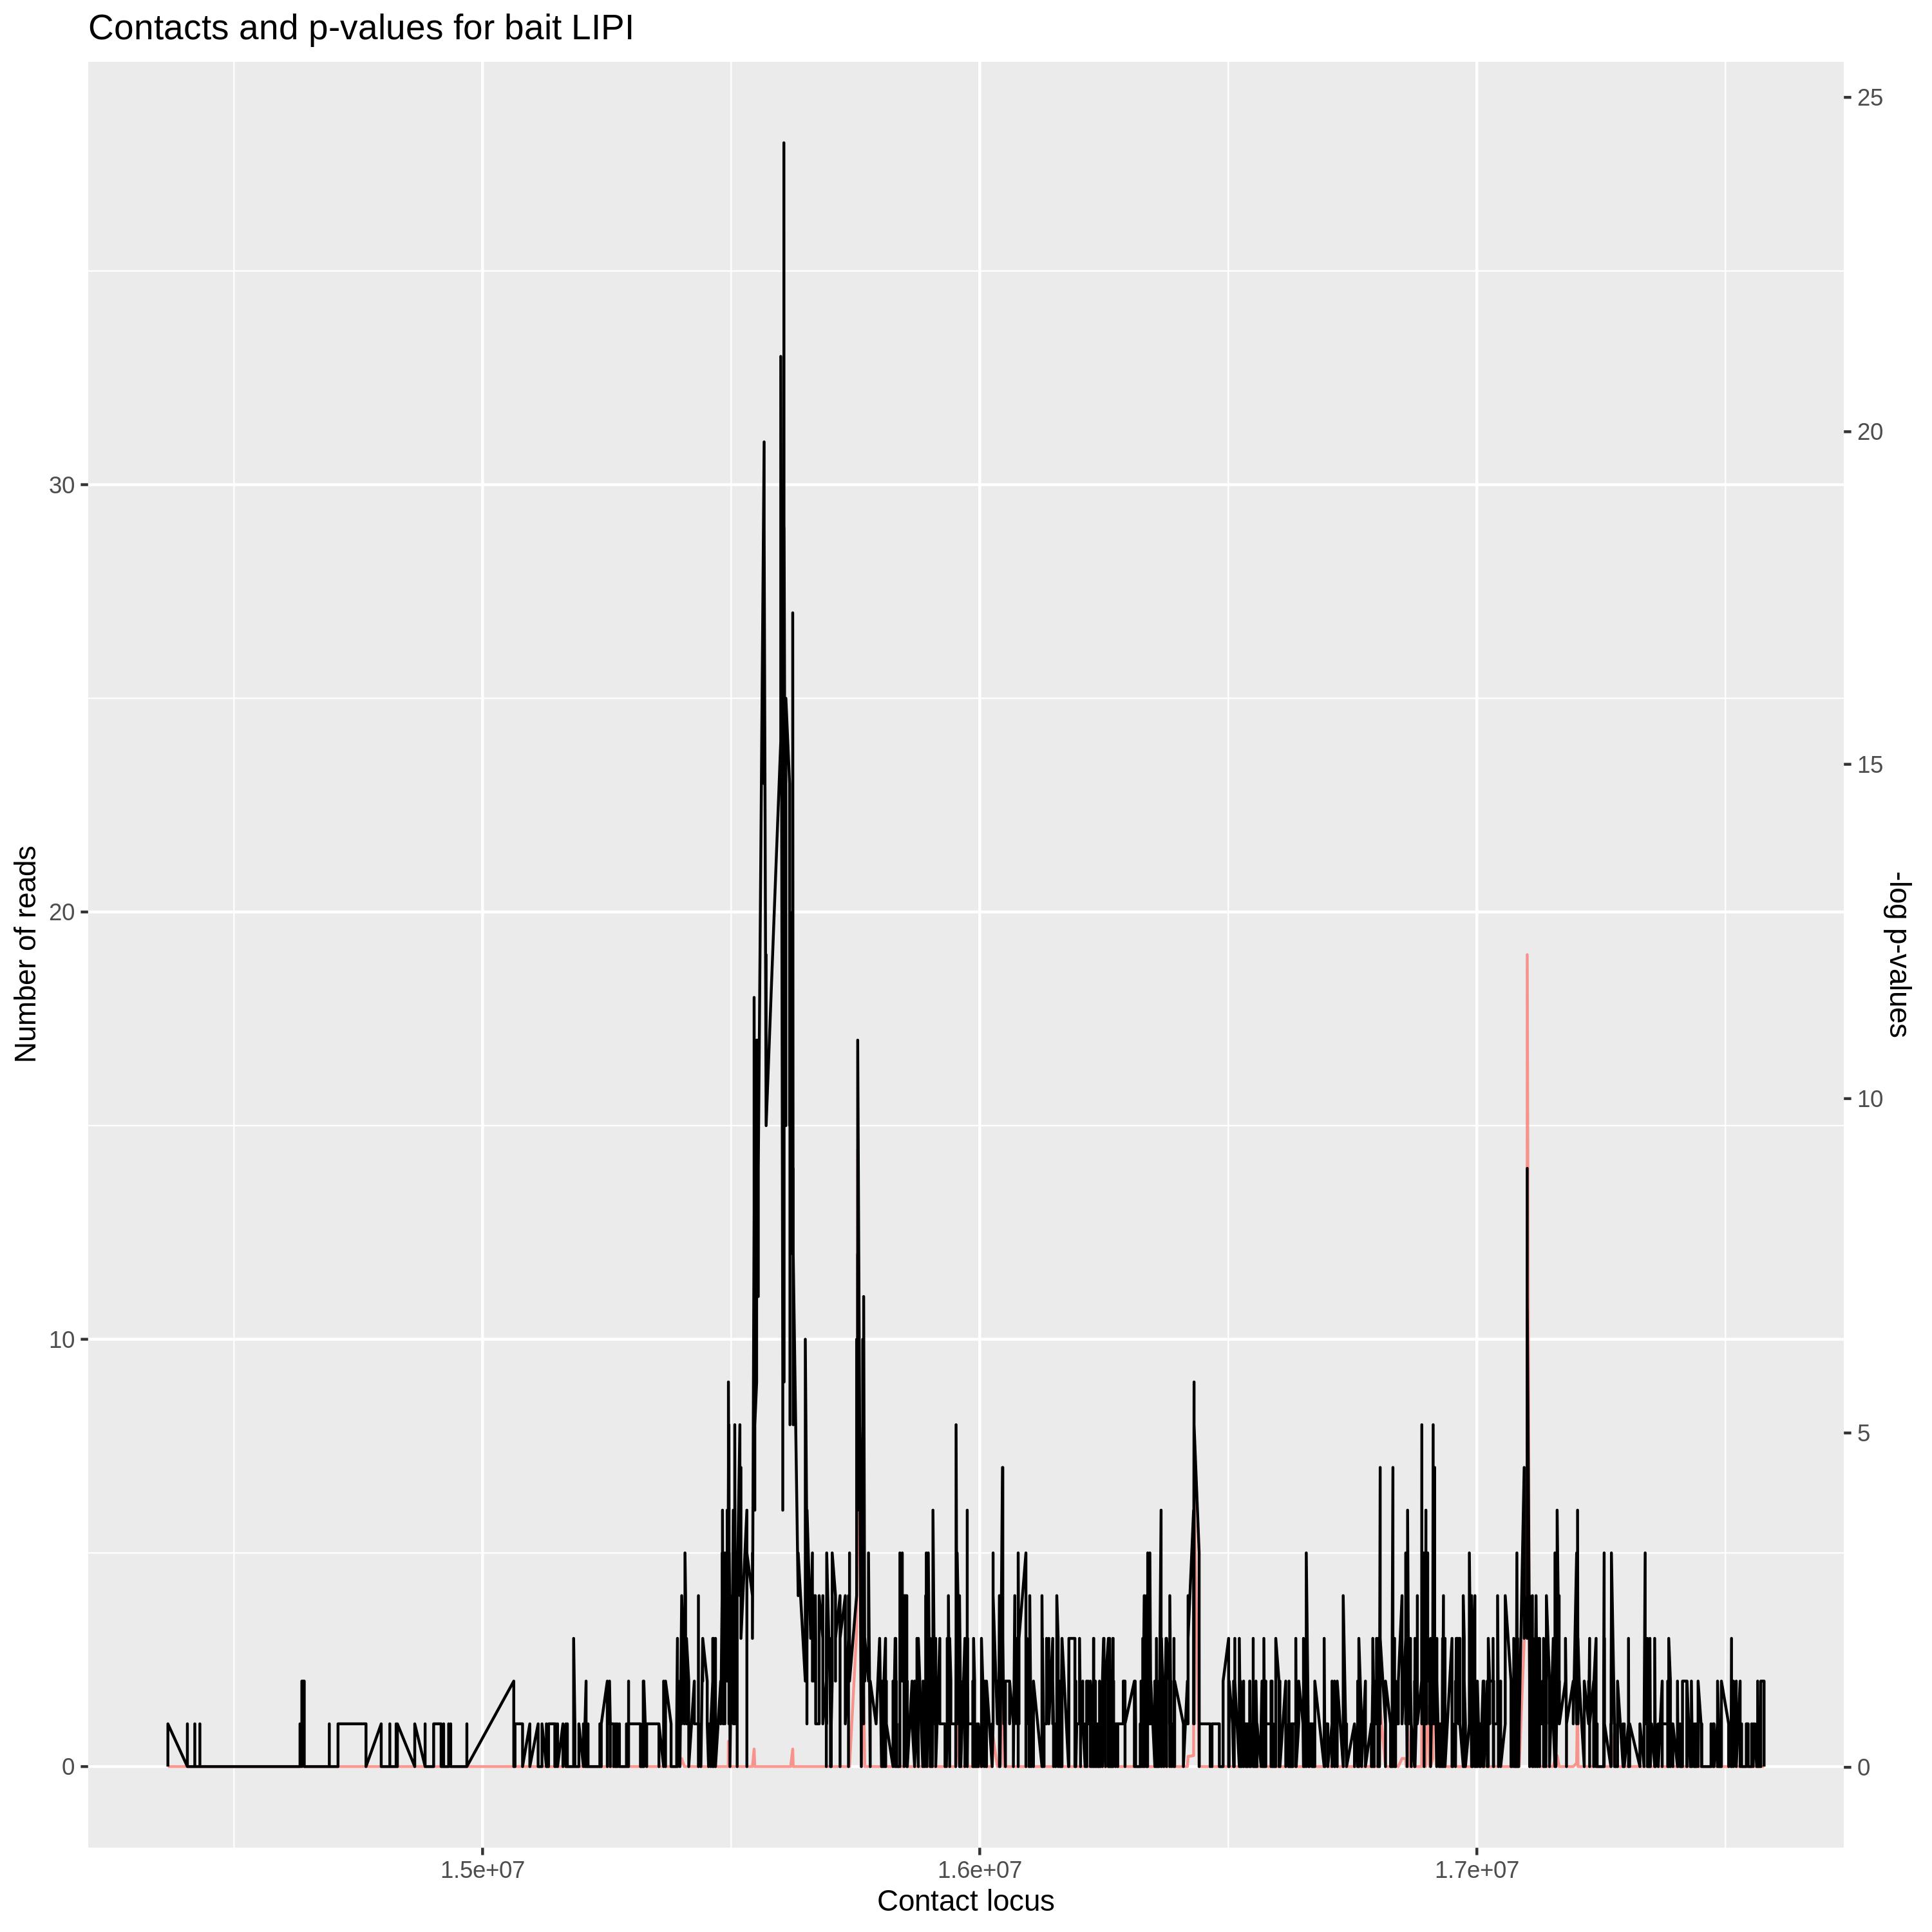 Contacts and p-values for bait LIPI
Number of reads
30
20
10
0
25
20
15
10
5
0
-log p-values
1.5e+07
1.6e+07
1.7e+07
Contact locus